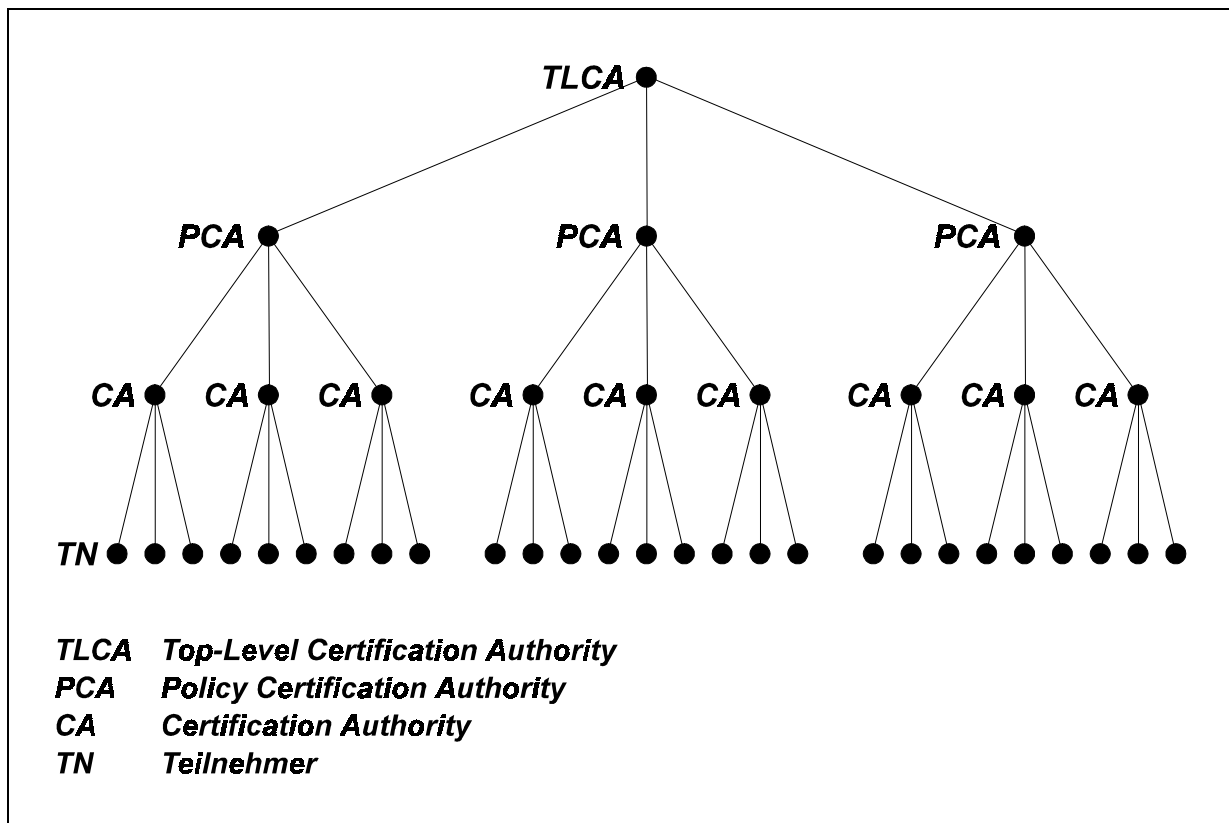 TLCA
PCA PCA PCA
CA CA CA CA CA CA CA CA CA
TN
TLCA Top-Level Certification Authority
PCA Policy Certification Authority
CA Certification Authority
TN Teilnehmer